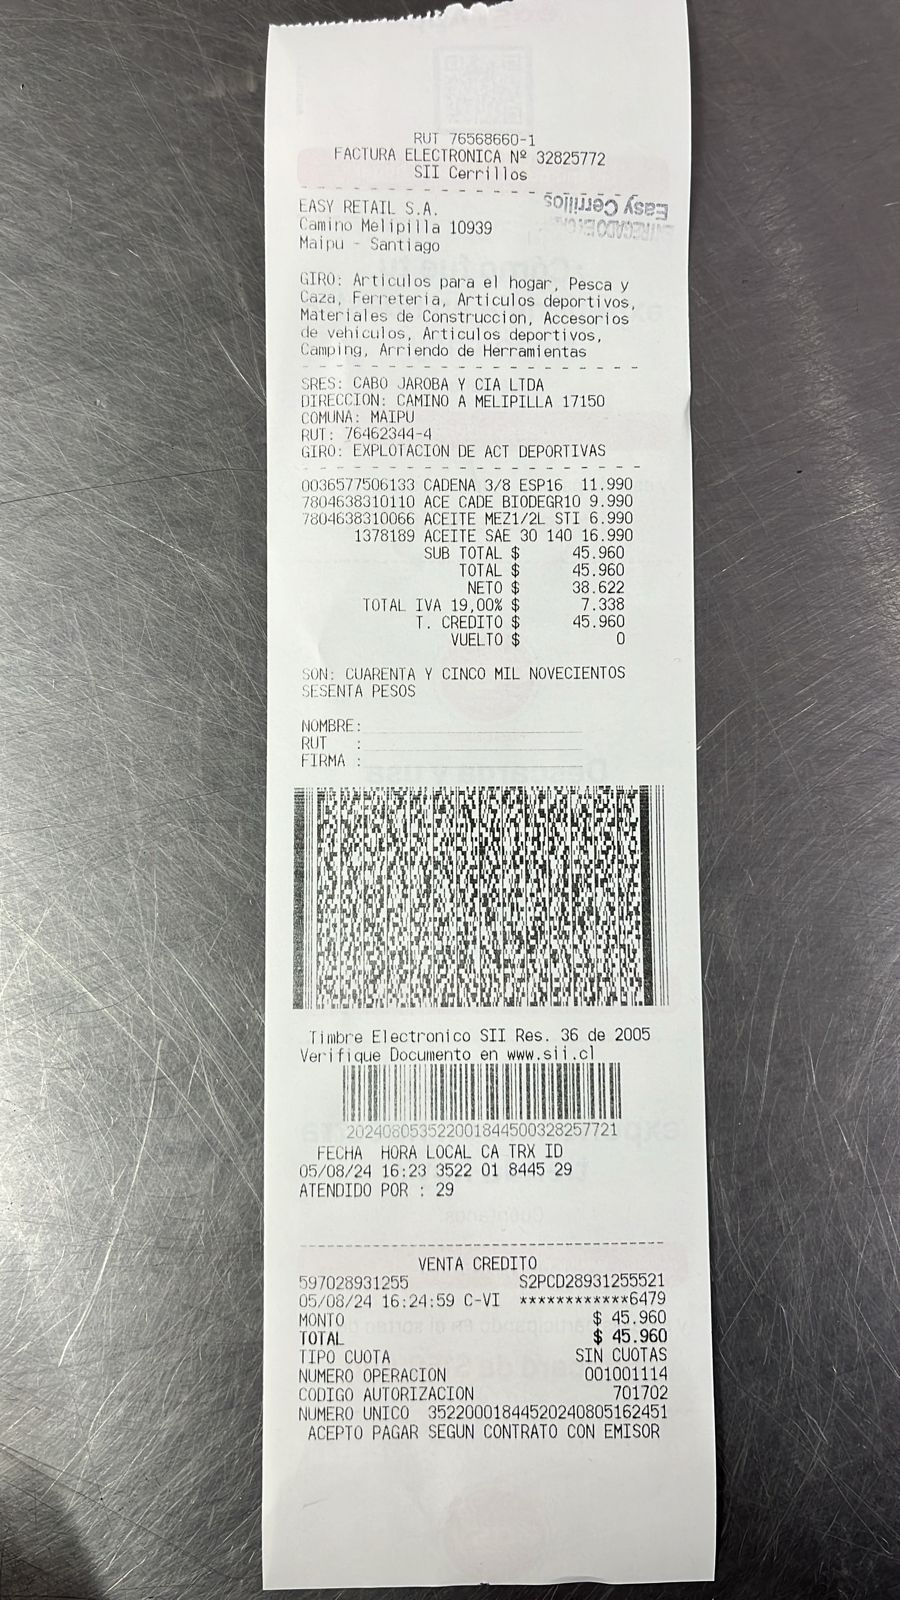 RUT 76568660-1
FACTURA ELECTRONICA Nº 32825772
SII Cerrillos
Easy Cerrillos
EASY RETAIL S.A.
Camino Melipilla 10939
Maipu - Santiago
GIRO: Articulos para el hogar, Pesca y
Caza, Ferreteria, Articulos deportivos,
Materiales de Construccion, Accesorios
de vehiculos, Articulos deportivos,
Camping, Arriendo de Herramientas
SRES: CABO JAROBA Y CIA LTDA
DIRECCION: CAMINO A MELIPILLA 17150
COMUNA: MAIPU
RUT: 76462344-4
GIRO: EXPLOTACION DE ACT DEPORTIVAS
0036577506133 CADENA 3/8 ESP16 11.990
7804638310110 ACE CADE BIODEGR10 9.990
7804638310066 ACEITE MEZ1/2L STI 6.990
1378189 ACEITE SAE 30 140 16.990
SUB TOTAL $ 45.960
TOTAL $ 45.960
NETO $ 38.622
TOTAL IVA 19,00% $ 7.338
T. CREDITO $ 45.960
VUELTO $ 0
SON: CUARENTA Y CINCO MIL NOVECIENTOS
SESENTA PESOS
NOMBRE:
RUT :
FIRMA :
Timbre Electronico SII Res. 36 de 2005
Verifique Documento en www.sii.cl
2024080535220018445003282577​21
FECHA HORA LOCAL CA TRX ID
05/08/24 16:23 3522 01 8445 29
ATENDIDO POR : 29
VENTA CREDITO
597028931255 S2PCD28931255521
05/08/24 16:24:59 C-VI ************6479
MONTO $ 45.960
TOTAL $ 45.960
TIPO CUOTA SIN CUOTAS
NUMERO OPERACION 001001114
CODIGO AUTORIZACION 701702
NUMERO UNICO 35220001844520240805162451
ACEPTO PAGAR SEGUN CONTRATO CON EMISOR